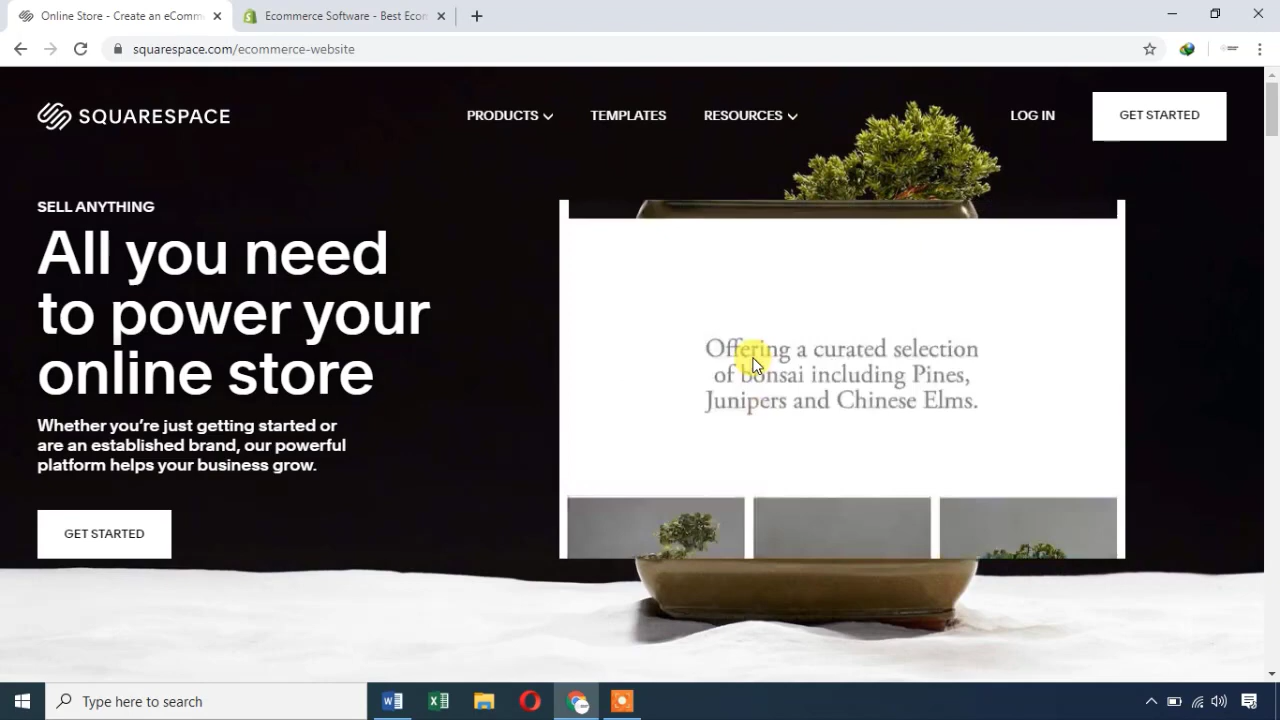 Online Store - Create an eComm
Ecommerce Software - Best Econ
squarespace.com/ecommerce-website
SQUARESPACE
PRODUCTS
TEMPLATES
RESOURCES
LOG IN
GET STARTED
SELL ANYTHING
All you need
to power your
online store
Whether you’re just getting started or
are an established brand, our powerful
platform helps your business grow.
GET STARTED
Offering a curated selection
of bonsai including Pines,
Junipers and Chinese Elms.
Type here to search